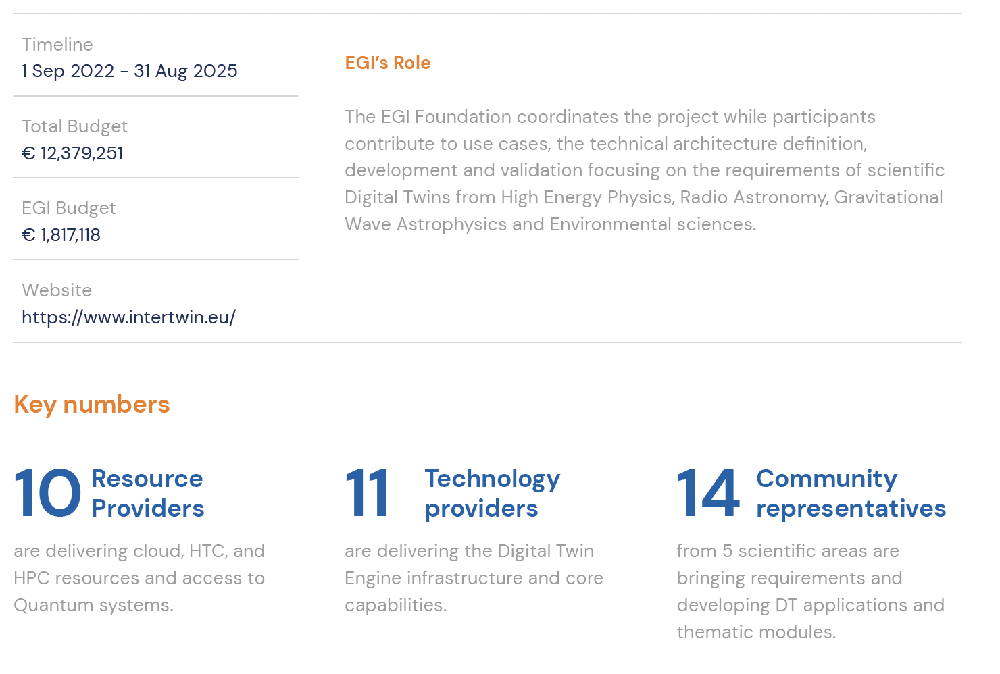 Timeline
1 Sep 2022 - 31 Aug 2025
Total Budget
€ 12,379,251
EGI Budget
€ 1,817,118
Website
https://www.intertwin.eu/
EGI’s Role
The EGI Foundation coordinates the project while participants
contribute to use cases, the technical architecture definition,
development and validation focusing on the requirements of scientific
Digital Twins from High Energy Physics, Radio Astronomy, Gravitational
Wave Astrophysics and Environmental sciences.
Key numbers
10 Resource
Providers
are delivering cloud, HTC, and
HPC resources and access to
Quantum systems.
11 Technology
providers
are delivering the Digital Twin
Engine infrastructure and core
capabilities.
14 Community
representatives
from 5 scientific areas are
bringing requirements and
developing DT applications and
thematic modules.